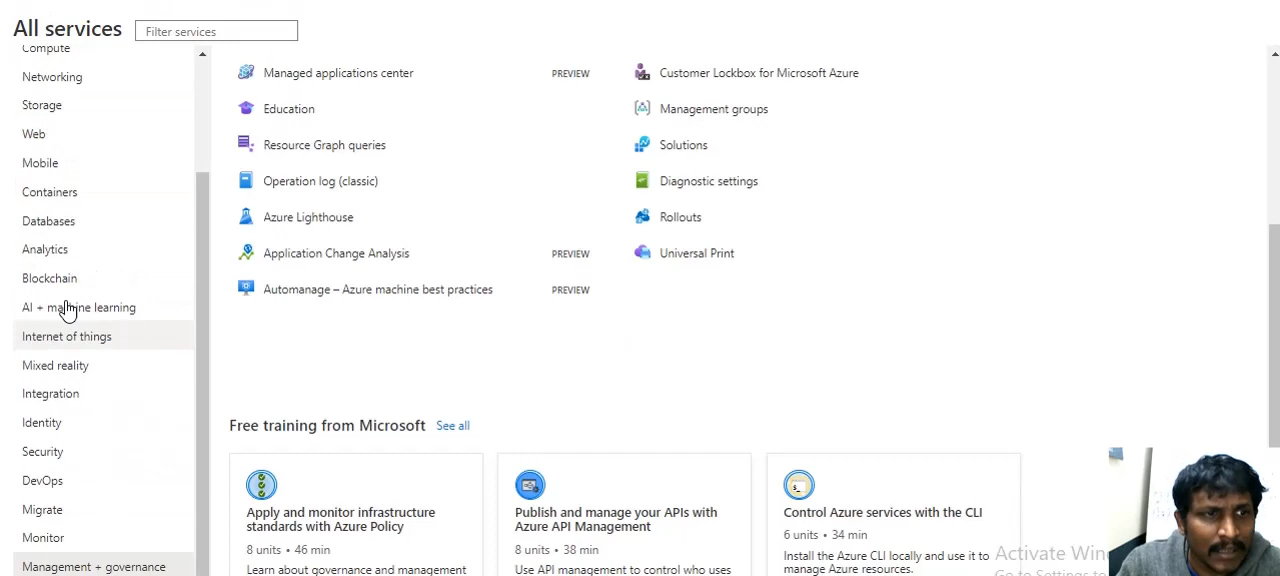 All services
Filter services
Compute
Networking
Storage
Web
Mobile
Containers
Databases
Analytics
Blockchain
AI + machine learning
Internet of things
Mixed reality
Integration
Identity
Security
DevOps
Migrate
Monitor
Management + governance
Managed applications center PREVIEW
Customer Lockbox for Microsoft Azure
Education
Management groups
Resource Graph queries
Solutions
Operation log (classic)
Diagnostic settings
Azure Lighthouse
Rollouts
Application Change Analysis PREVIEW
Universal Print
Automanage – Azure machine best practices PREVIEW
Free training from Microsoft See all
Apply and monitor infrastructure
standards with Azure Policy
8 units • 46 min
Learn about governance and management
Publish and manage your APIs with
Azure API Management
8 units • 38 min
Use API management to control who uses
Control Azure services with the CLI
6 units • 34 min
Install the Azure CLI locally and use it to
manage Azure resources.
Activate
Go to Settings to